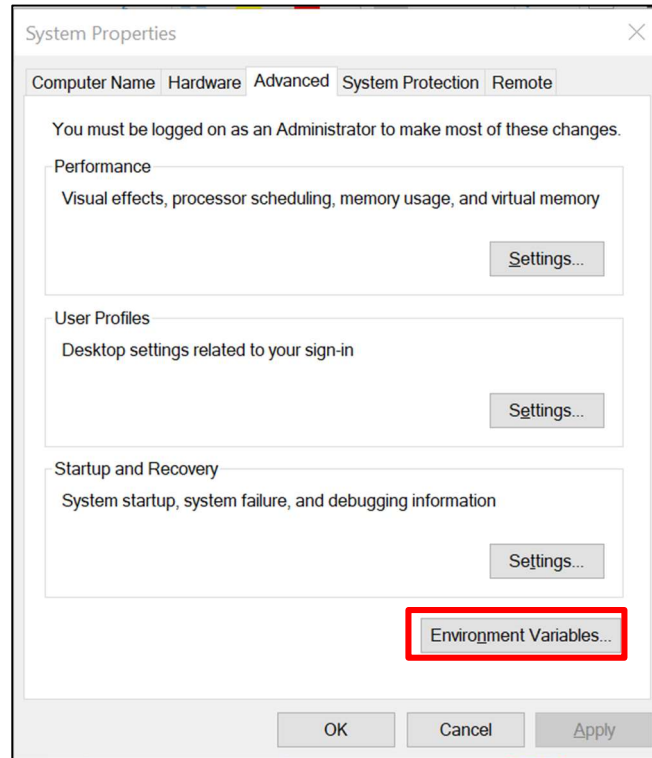 System Properties
Computer Name Hardware Advanced System Protection Remote
You must be logged on as an Administrator to make most of these changes.
Performance
Visual effects, processor scheduling, memory usage, and virtual memory
Settings...
User Profiles
Desktop settings related to your sign-in
Settings...
Startup and Recovery
System startup, system failure, and debugging information
Settings...
Environment Variables...
OK Cancel Apply